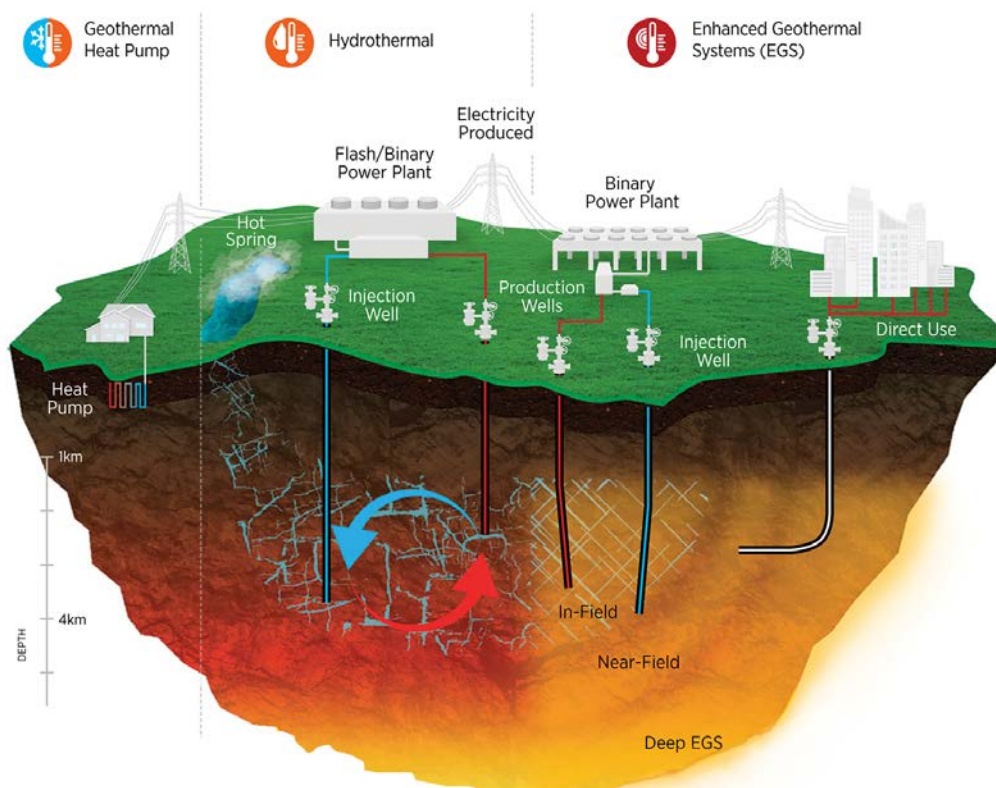 Geothermal
Heat Pump
Hydrothermal
Enhanced Geothermal
Systems (EGS)
Electricity
Produced
Flash/Binary
Power Plant
Binary
Power Plant
Hot
Spring
Injection
Well
Production
Wells
Injection
Well
Direct Use
Heat
Pump
1km
4km
DEPTH
In-Field
Near-Field
Deep EGS